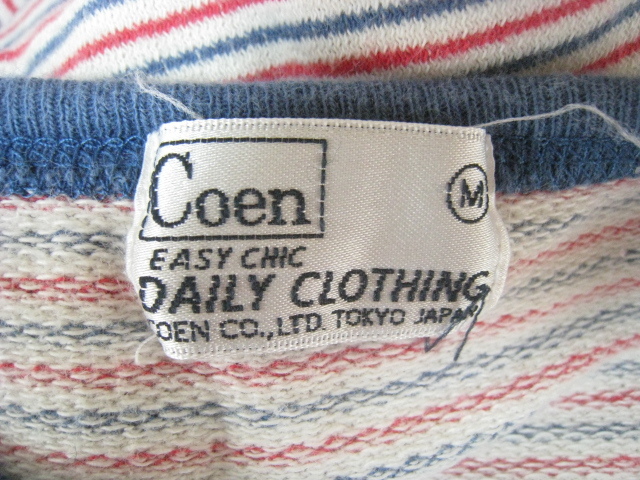 Coen
M
EASY CHIC
DAILY CLOTHING
COEN CO.,LTD. TOKYO JAPAN